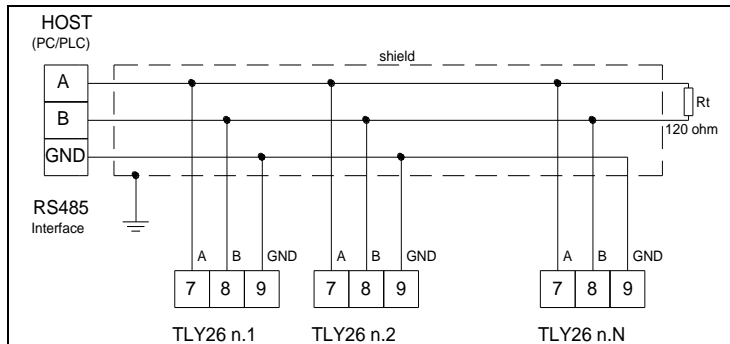 HOST
(PC/PLC)
shield
A
B
GND
Rt
120 ohm
RS485
Interface
A B GND A B GND A B GND
7 8 9 7 8 9 7 8 9
TLY26 n.1 TLY26 n.2 TLY26 n.N